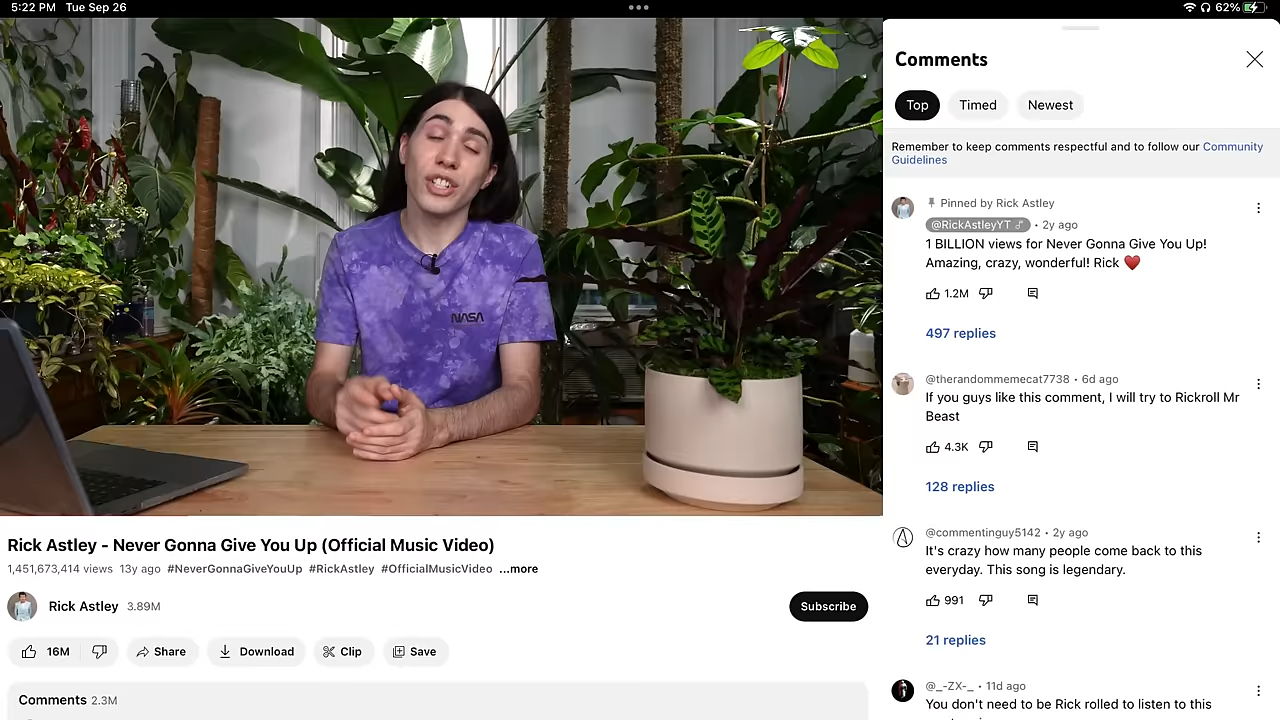 5:22 PM Tue Sep 26
62%
NASA
Rick Astley - Never Gonna Give You Up (Official Music Video)
1,451,673,414 views 13y ago #NeverGonnaGiveYouUp #RickAstley #OfficialMusicVideo ...more
Rick Astley 3.89M
Subscribe
16M
Share
Download
Clip
Save
Comments 2.3M
Comments
Top
Timed
Newest
Remember to keep comments respectful and to follow our Community
Guidelines
Pinned by Rick Astley
@RickAstleyYT • 2y ago
1 BILLION views for Never Gonna Give You Up!
Amazing, crazy, wonderful! Rick ♥️
1.2M
497 replies
@therandommemecat7738 • 6d ago
If you guys like this comment, I will try to Rickroll Mr
Beast
4.3K
128 replies
@commentinguy5142 • 2y ago
It's crazy how many people come back to this
everyday. This song is legendary.
991
21 replies
@_-ZX-_ • 11d ago
You don't need to be Rick rolled to listen to this